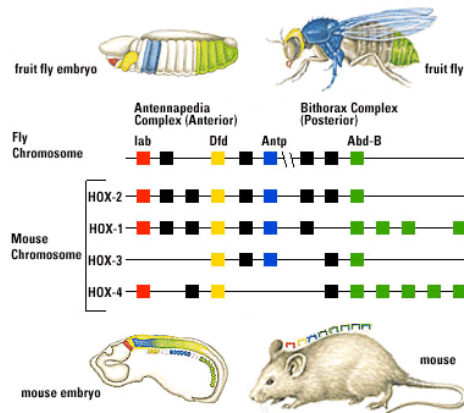 fruit fly embryo
fruit fly
Antennapedia
Complex (Anterior)
Bithorax Complex
(Posterior)
Fly
Chromosome
lab
Dfd
Antp
Abd-B
Mouse
Chromosome
HOX-2
HOX-1
HOX-3
HOX-4
mouse embryo
mouse